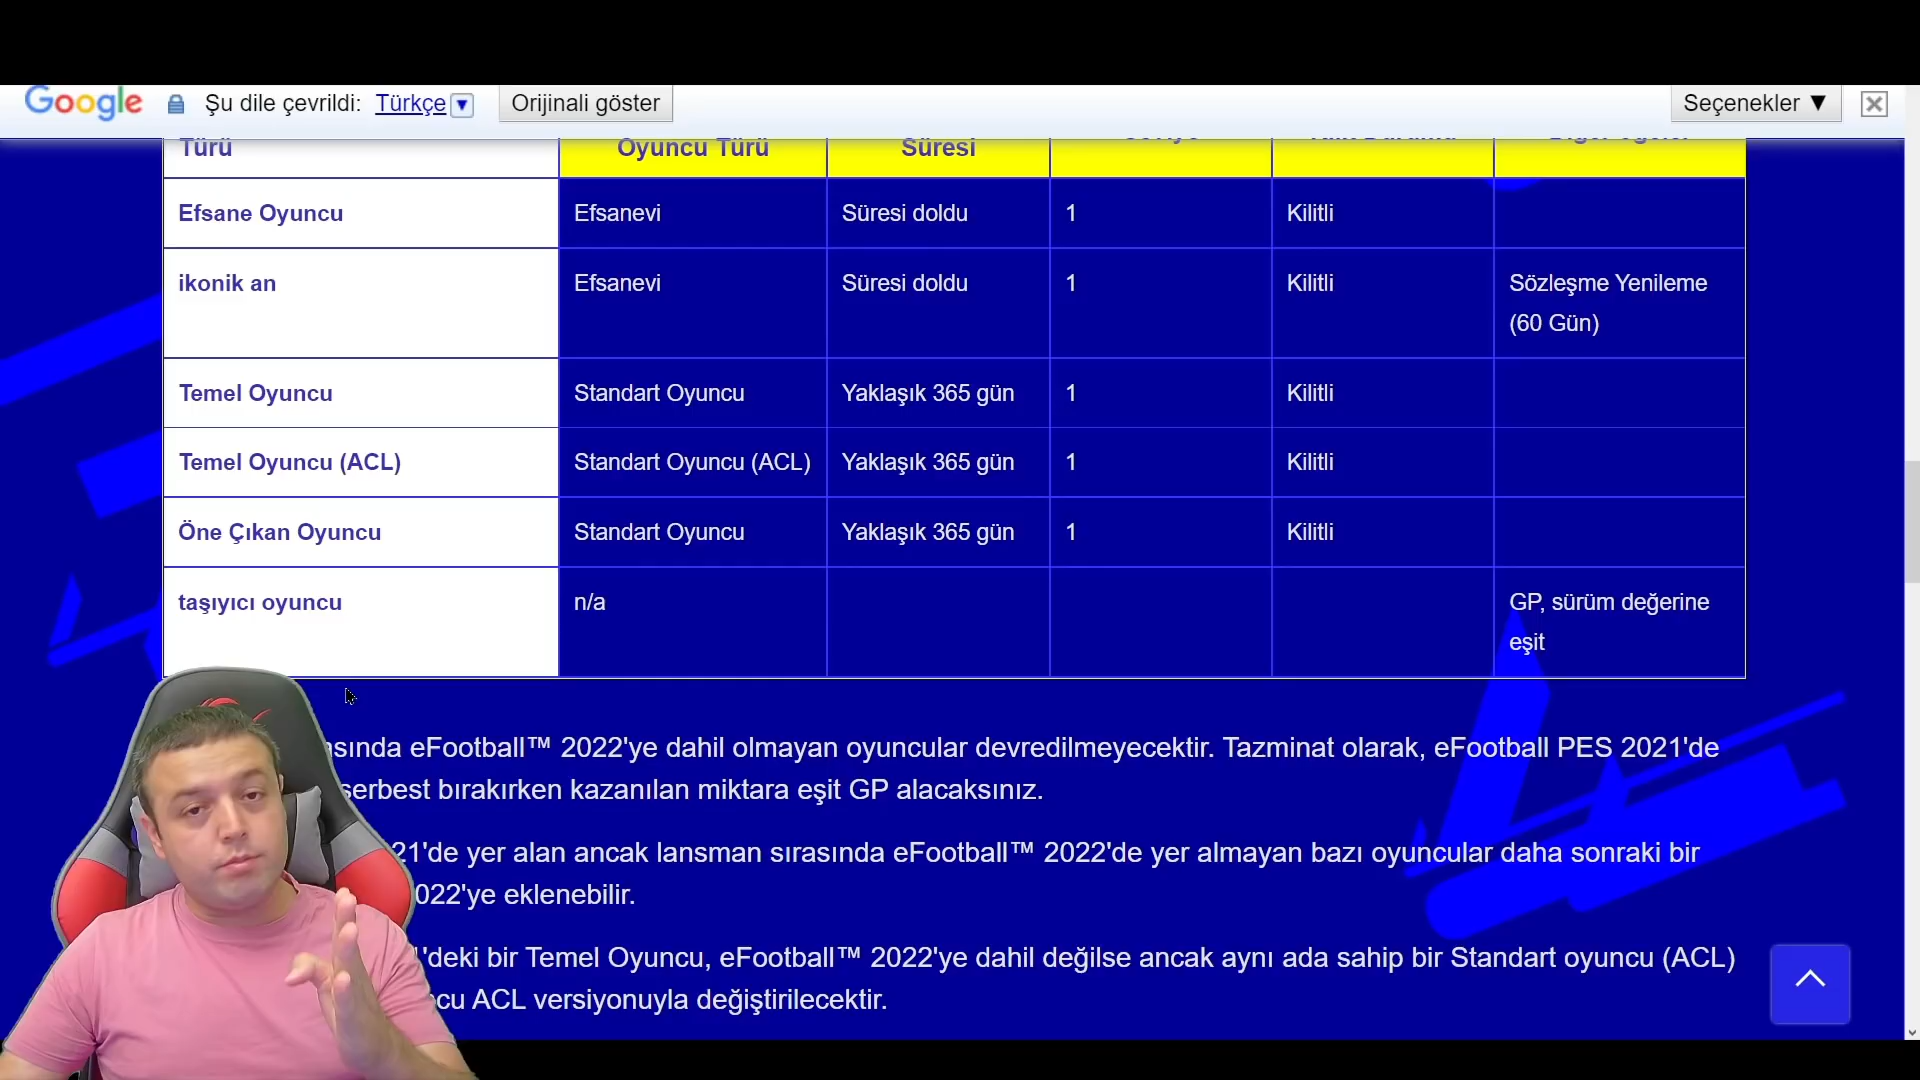 Google Şu dile çevrildi: Türkçe ▼ Orijinali göster Seçenekler ▼
Türü Oyuncu Türü Süresi
Efsane Oyuncu Efsanevi Süresi doldu 1 Kilitli
ikonik an Efsanevi Süresi doldu 1 Kilitli Sözleşme Yenileme
(60 Gün)
Temel Oyuncu Standart Oyuncu Yaklaşık 365 gün 1 Kilitli
Temel Oyuncu (ACL) Standart Oyuncu (ACL) Yaklaşık 365 gün 1 Kilitli
Öne Çıkan Oyuncu Standart Oyuncu Yaklaşık 365 gün 1 Kilitli
taşıyıcı oyuncu n/a GP, sürüm değerine
eşit
eFootball™ 2022'ye dahil olmayan oyuncular devredilmeyecektir. Tazminat olarak, eFootball PES 2021'de
serbest bırakırken kazanılan miktara eşit GP alacaksınız.
21'de yer alan ancak lansman sırasında eFootball™ 2022'de yer almayan bazı oyuncular daha sonraki bir
022'ye eklenebilir.
'deki bir Temel Oyuncu, eFootball™ 2022'ye dahil değilse ancak aynı ada sahip bir Standart oyuncu (ACL)
ACL versiyonuyla değiştirilecektir.